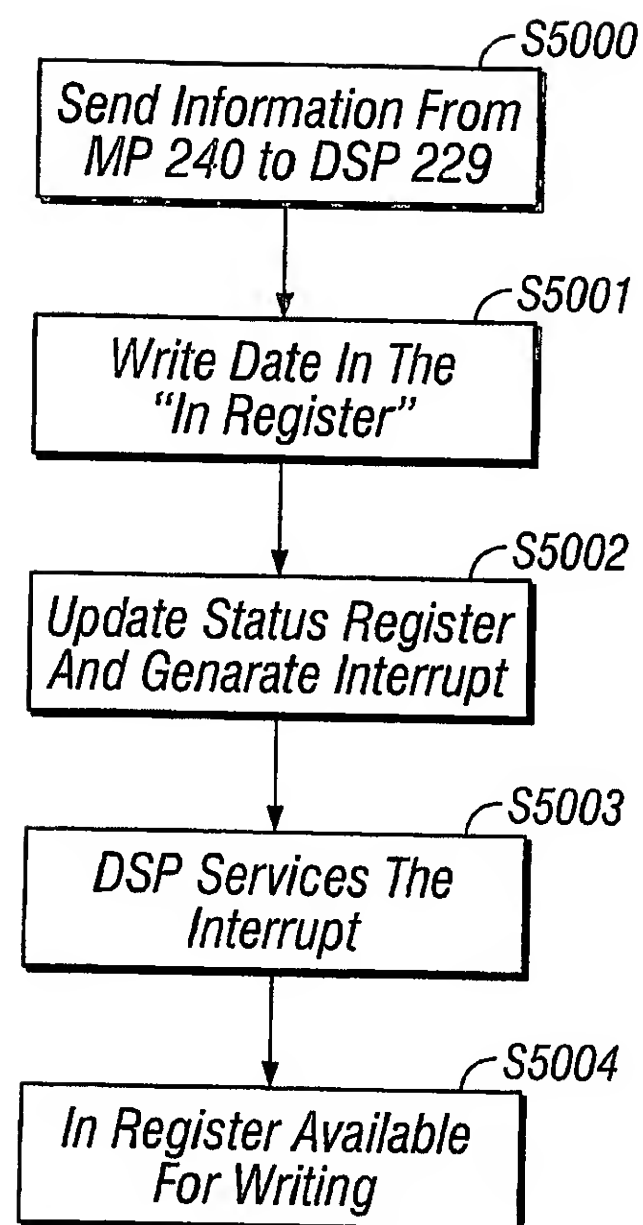 S5000
Send Information From
MP 240 to DSP 229
S5001
Write Date In The
“In Register”
S5002
Update Status Register
And Genarate Interrupt
S5003
DSP Services The
Interrupt
S5004
In Register Available
For Writing